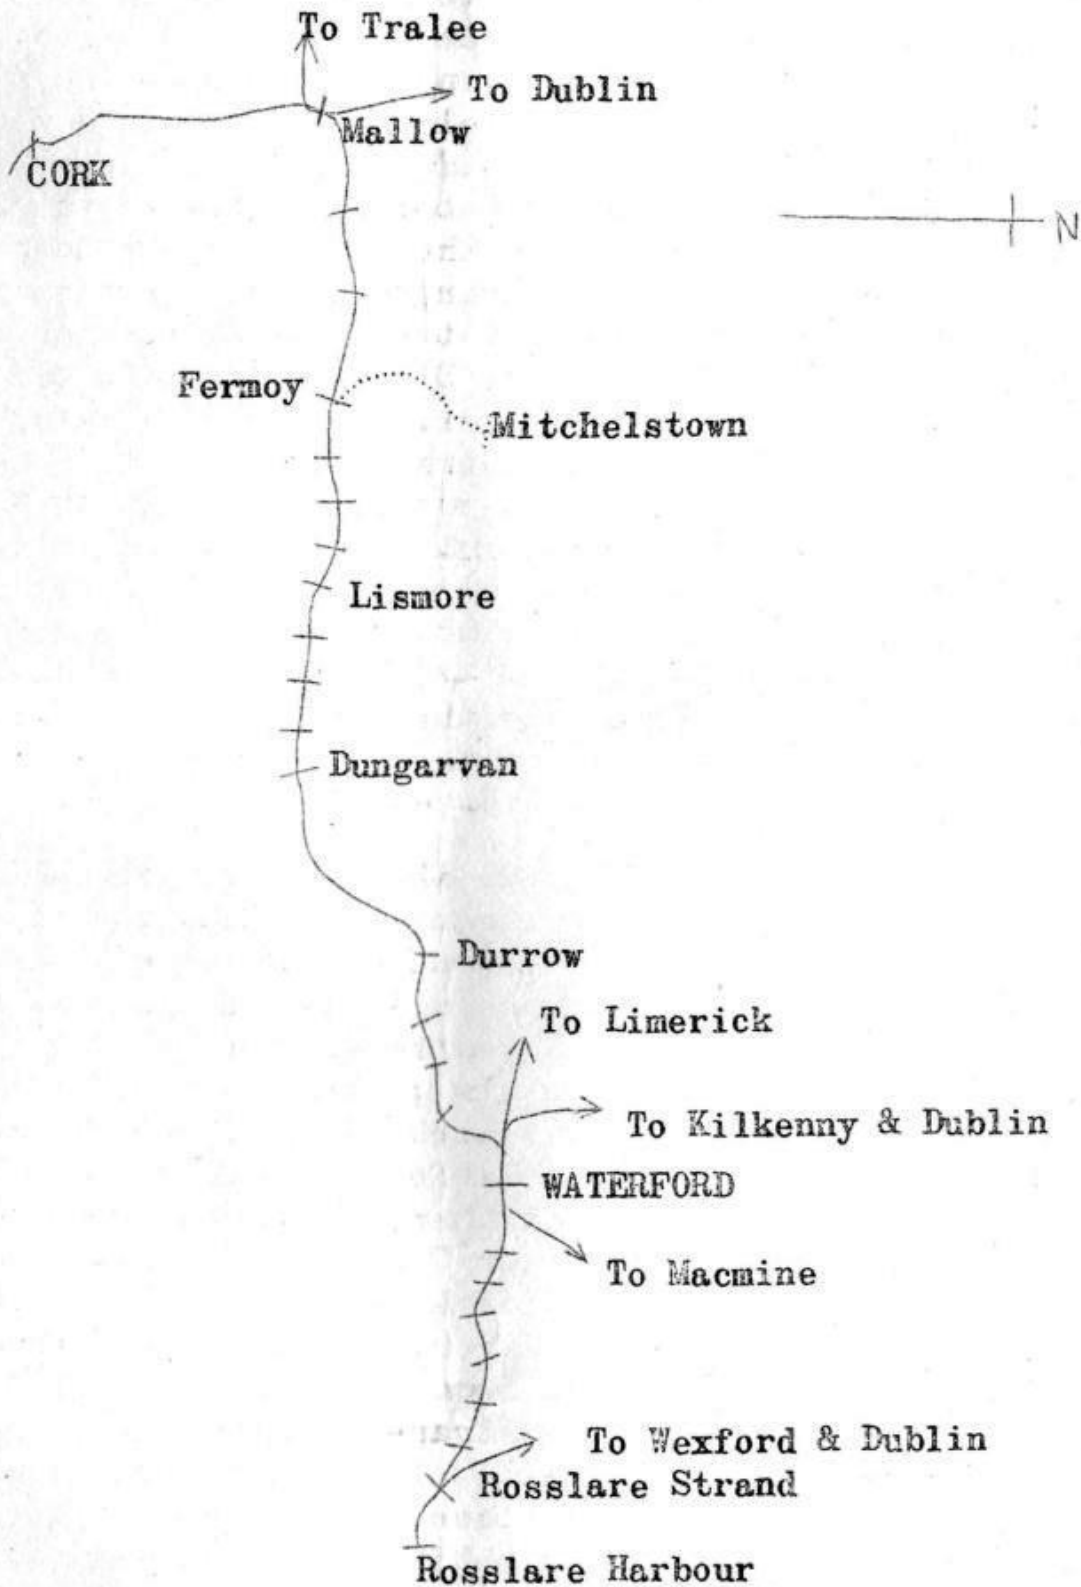 To Tralee
To Dublin
Mallow
CORK
N
Fermoy
Mitchelstown
Lismore
Dungarvan
Durrow
To Limerick
To Kilkenny & Dublin
WATERFORD
To Macmine
To Wexford & Dublin
Rosslare Strand
Rosslare Harbour